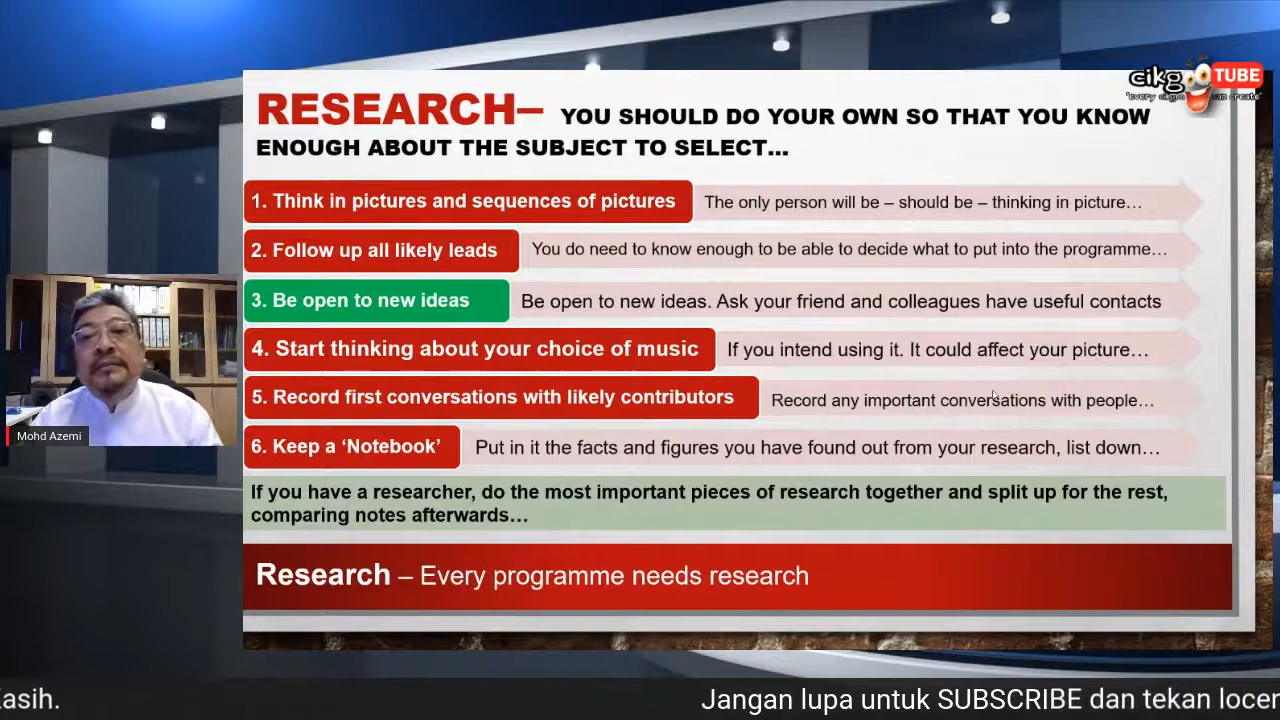 cikgoo TUBE
'every cikgoo can create'
RESEARCH– YOU SHOULD DO YOUR OWN SO THAT YOU KNOW
ENOUGH ABOUT THE SUBJECT TO SELECT...
1. Think in pictures and sequences of pictures The only person will be – should be – thinking in picture…
2. Follow up all likely leads You do need to know enough to be able to decide what to put into the programme…
3. Be open to new ideas Be open to new ideas. Ask your friend and colleagues have useful contacts
4. Start thinking about your choice of music If you intend using it. It could affect your picture…
5. Record first conversations with likely contributors Record any important conversations with people…
6. Keep a ‘Notebook’ Put in it the facts and figures you have found out from your research, list down…
If you have a researcher, do the most important pieces of research together and split up for the rest,
comparing notes afterwards…
Research – Every programme needs research
Mohd Azemi
asih. Jangan lupa untuk SUBSCRIBE dan tekan locen